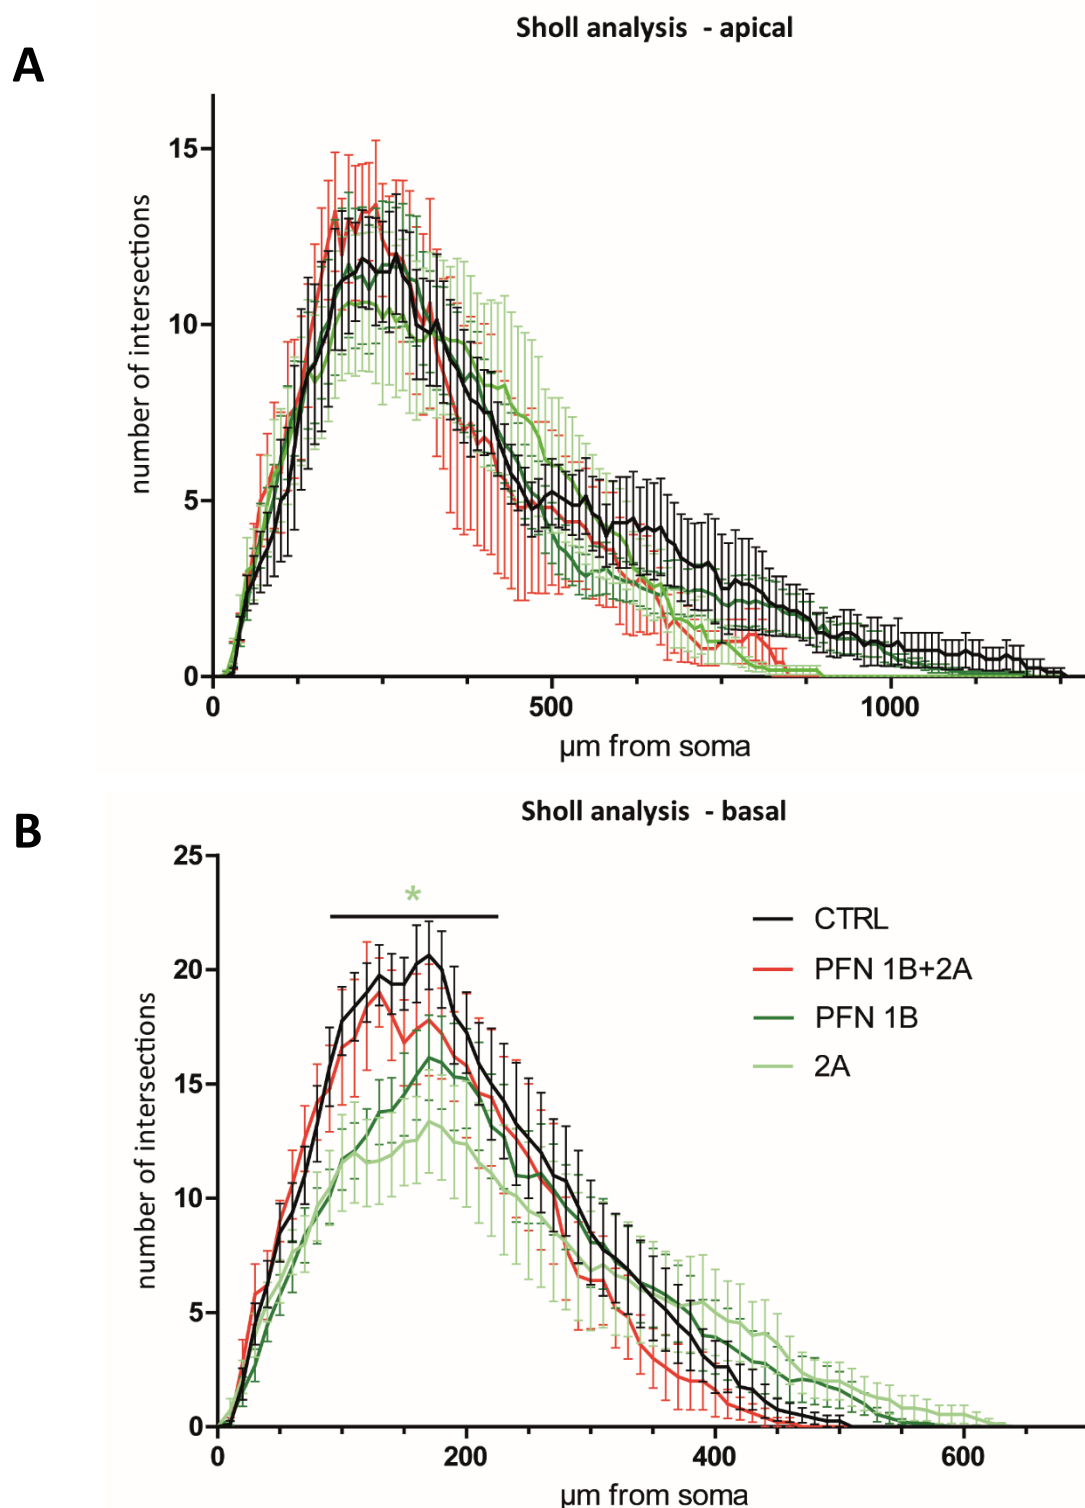 Sholl analysis - apical
A
15
10
5
0
number of intersections
0 500 1000
µm from soma
Sholl analysis - basal
B
25
20
15
10
5
0
number of intersections
*
CTRL
PFN 1B+2A
PFN 1B
2A
0 200 400 600
µm from soma